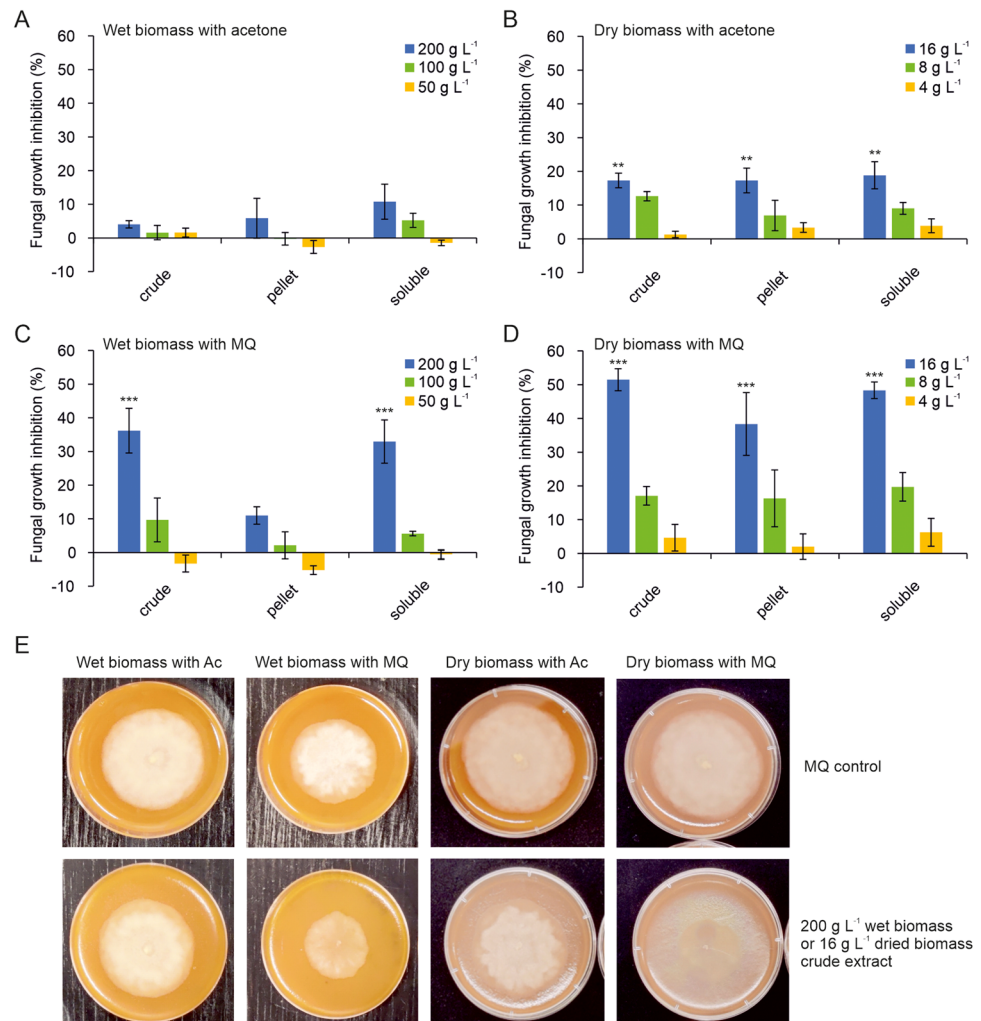 A
Wet biomass with acetone
Fungal growth inhibition (%)
60
50
40
30
20
10
0
-10
200 g L⁻¹
100 g L⁻¹
50 g L⁻¹
crude
pellet
soluble
B
Dry biomass with acetone
Fungal growth inhibition (%)
60
50
40
30
20
10
0
-10
16 g L⁻¹
8 g L⁻¹
4 g L⁻¹
**
**
**
crude
pellet
soluble
C
Wet biomass with MQ
Fungal growth inhibition (%)
60
50
40
30
20
10
0
-10
200 g L⁻¹
100 g L⁻¹
50 g L⁻¹
***
***
crude
pellet
soluble
D
Dry biomass with MQ
Fungal growth inhibition (%)
60
50
40
30
20
10
0
-10
16 g L⁻¹
8 g L⁻¹
4 g L⁻¹
***
***
***
crude
pellet
soluble
E
Wet biomass with Ac
Wet biomass with MQ
Dry biomass with Ac
Dry biomass with MQ
MQ control
200 g L⁻¹ wet biomass
or 16 g L⁻¹ dried biomass
crude extract